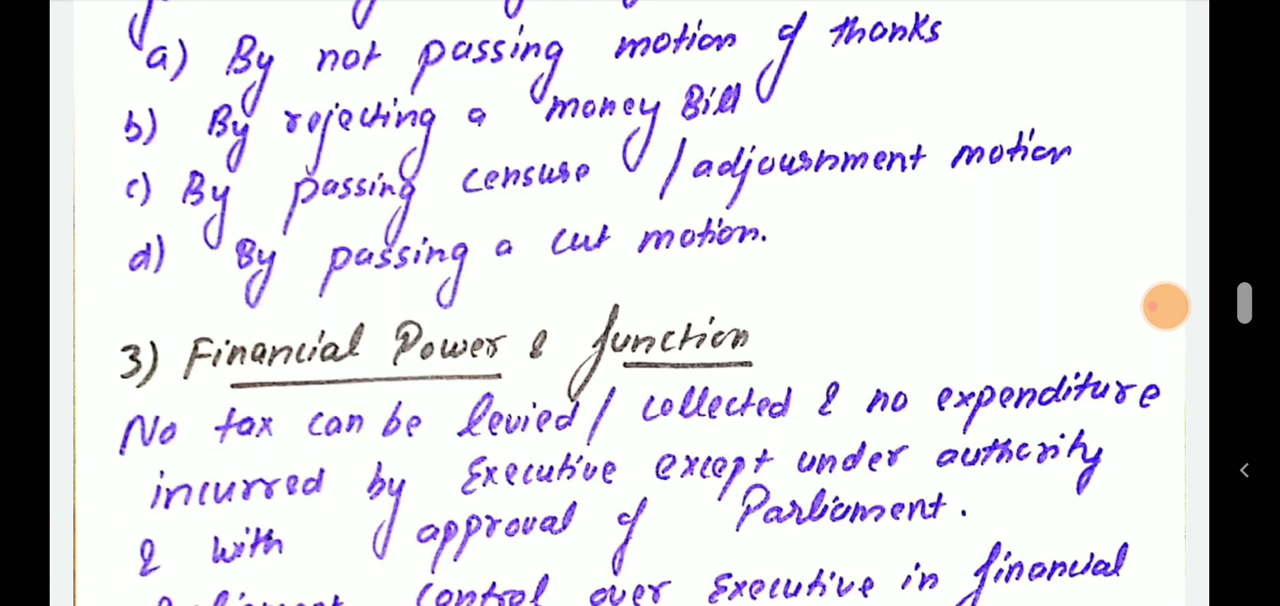 a) By not passing motion of thanks
b) By rejecting a money Bill
c) By passing censure / adjournment motion
d) By passing a cut motion.
3) Financial Power & function
No tax can be levied / collected & no expenditure
incurred by Executive except under authority
& with approval of Parliament.
control over Executive in financial